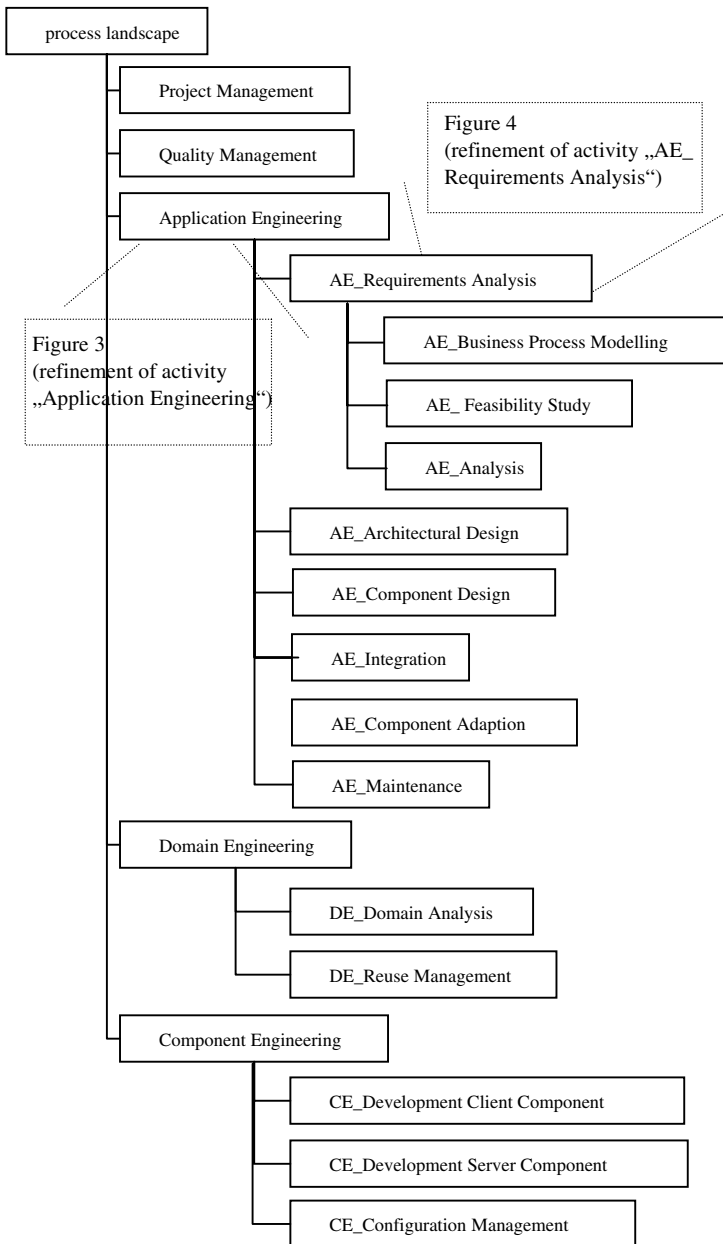 process landscape
Project Management
Quality Management
Figure 4
(refinement of activity „AE_
Requirements Analysis“)
Application Engineering
AE_Requirements Analysis
Figure 3
(refinement of activity
„Application Engineering“)
AE_Business Process Modelling
AE_ Feasibility Study
AE_Analysis
AE_Architectural Design
AE_Component Design
AE_Integration
AE_Component Adaption
AE_Maintenance
Domain Engineering
DE_Domain Analysis
DE_Reuse Management
Component Engineering
CE_Development Client Component
CE_Development Server Component
CE_Configuration Management